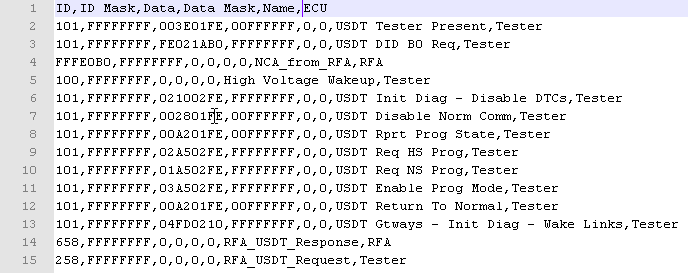 1 ID,ID Mask,Data,Data Mask,Name,ECU
2 101,FFFFFFFF,003E01FE,00FFFFFF,0,0,USDT Tester Present,Tester
3 101,FFFFFFFF,FE021AB0,FFFFFFFF,0,0,USDT DID B0 Req,Tester
4 FFFE0B0,FFFFFFFF,0,0,0,0,NCA_from_RFA,RFA
5 100,FFFFFFFF,0,0,0,0,High Voltage Wakeup,Tester
6 101,FFFFFFFF,021002FE,FFFFFFFF,0,0,USDT Init Diag - Disable DTCs,Tester
7 101,FFFFFFFF,002801FE,00FFFFFF,0,0,USDT Disable Norm Comm,Tester
8 101,FFFFFFFF,00A201FE,00FFFFFF,0,0,USDT Rprt Prog State,Tester
9 101,FFFFFFFF,02A502FE,FFFFFFFF,0,0,USDT Req HS Prog,Tester
10 101,FFFFFFFF,01A502FE,FFFFFFFF,0,0,USDT Req NS Prog,Tester
11 101,FFFFFFFF,03A502FE,FFFFFFFF,0,0,USDT Enable Prog Mode,Tester
12 101,FFFFFFFF,00A201FE,00FFFFFF,0,0,USDT Return To Normal,Tester
13 101,FFFFFFFF,04FD0210,FFFFFFFF,0,0,USDT Gtways - Init Diag - Wake Links,Tester
14 658,FFFFFFFF,0,0,0,0,RFA_USDT_Response,RFA
15 258,FFFFFFFF,0,0,0,0,RFA_USDT_Request,Tester